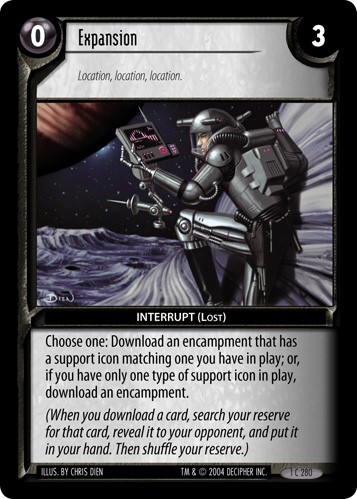 0 Expansion 3
Location, location, location.
DIEN
INTERRUPT (LOST)
Choose one: Download an encampment that has
a support icon matching one you have in play; or,
if you have only one type of support icon in play,
download an encampment.
(When you download a card, search your reserve
for that card, reveal it to your opponent, and put it
in your hand. Then shuffle your reserve.)
ILLUS. BY CHRIS DIEN TM & © 2004 DECIPHER INC. 1 C 280